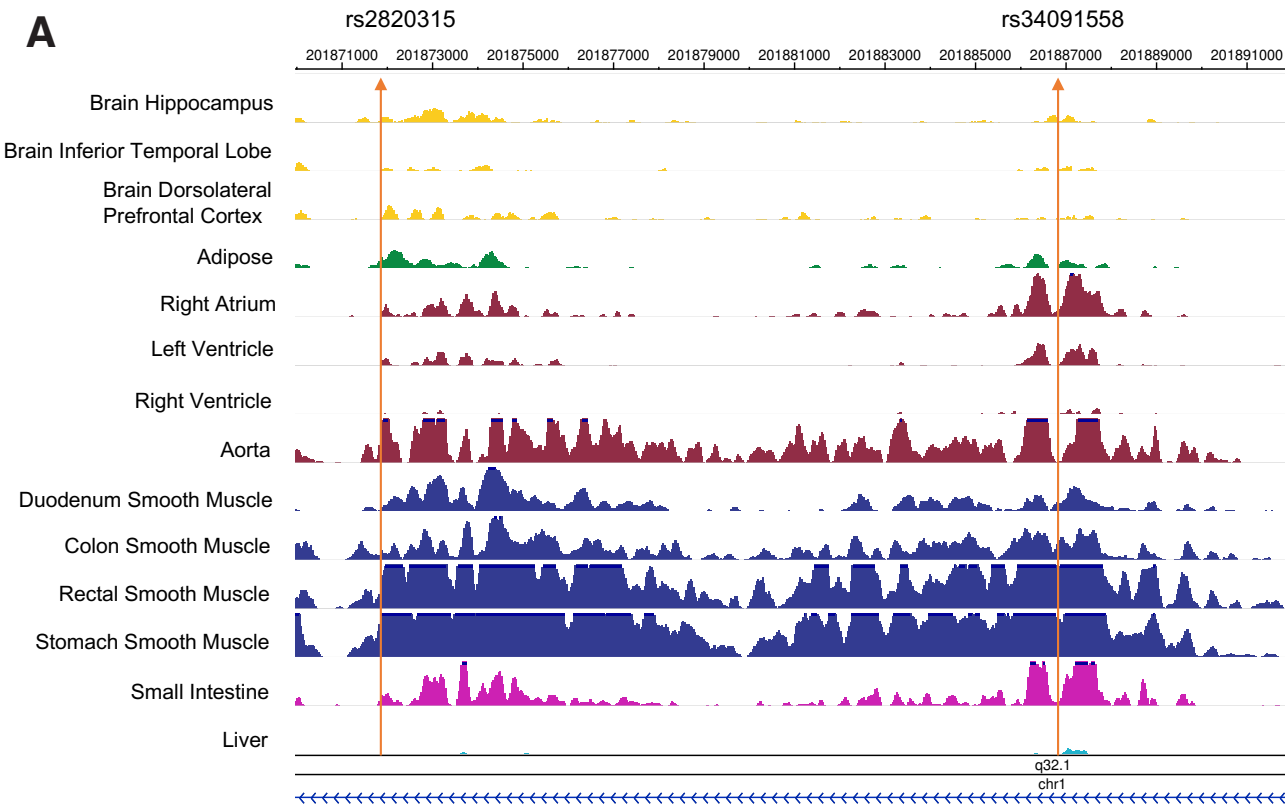 A
rs2820315 rs34091558
201871000 201873000 201875000 201877000 201879000 201881000 201883000 201885000 201887000 201889000 201891000
Brain Hippocampus
Brain Inferior Temporal Lobe
Brain Dorsolateral
Prefrontal Cortex
Adipose
Right Atrium
Left Ventricle
Right Ventricle
Aorta
Duodenum Smooth Muscle
Colon Smooth Muscle
Rectal Smooth Muscle
Stomach Smooth Muscle
Small Intestine
Liver
q32.1
chr1